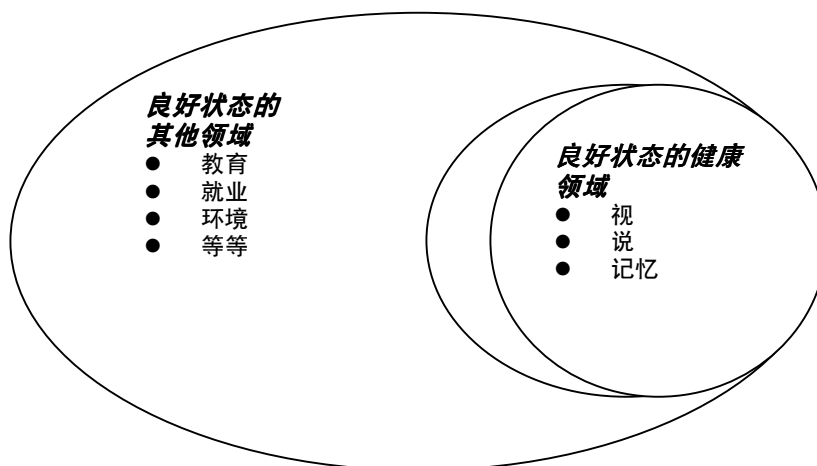 良好状态的
其他领域
● 教育
● 就业
● 环境
● 等等
良好状态的健康
领域
● 视
● 说
● 记忆